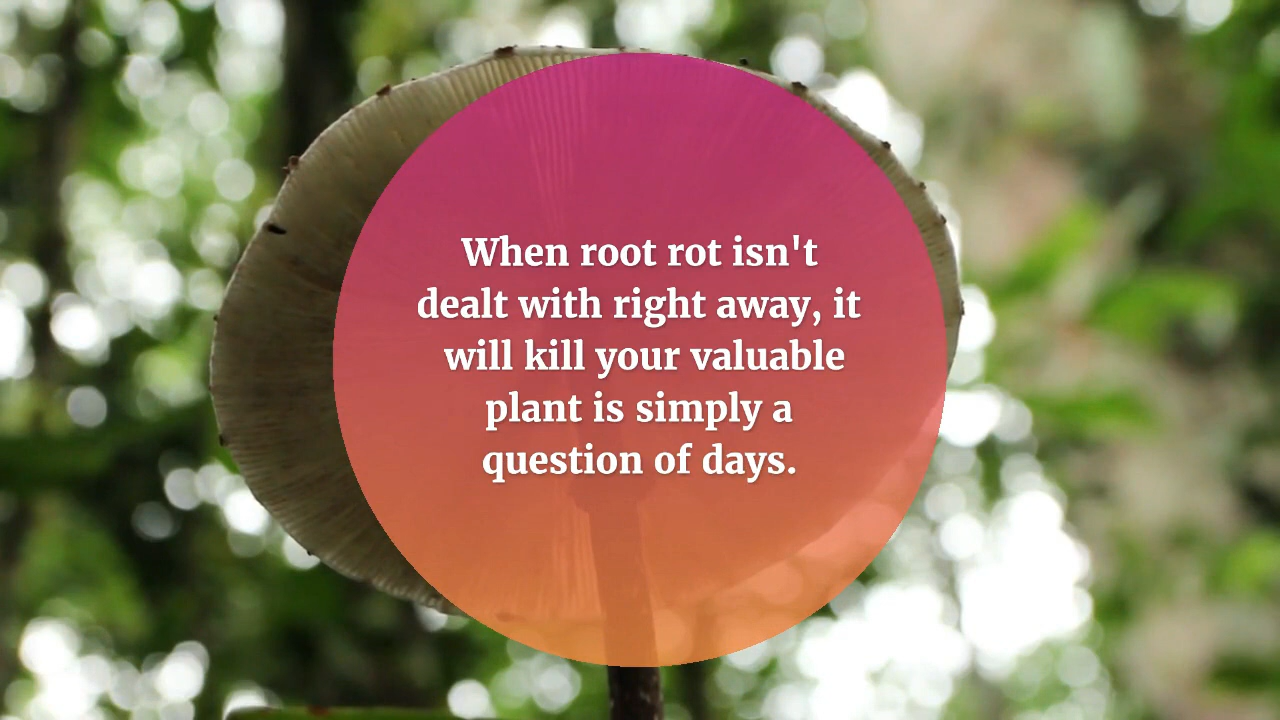 When root rot isn't
dealt with right away, it
will kill your valuable
plant is simply a
question of days.